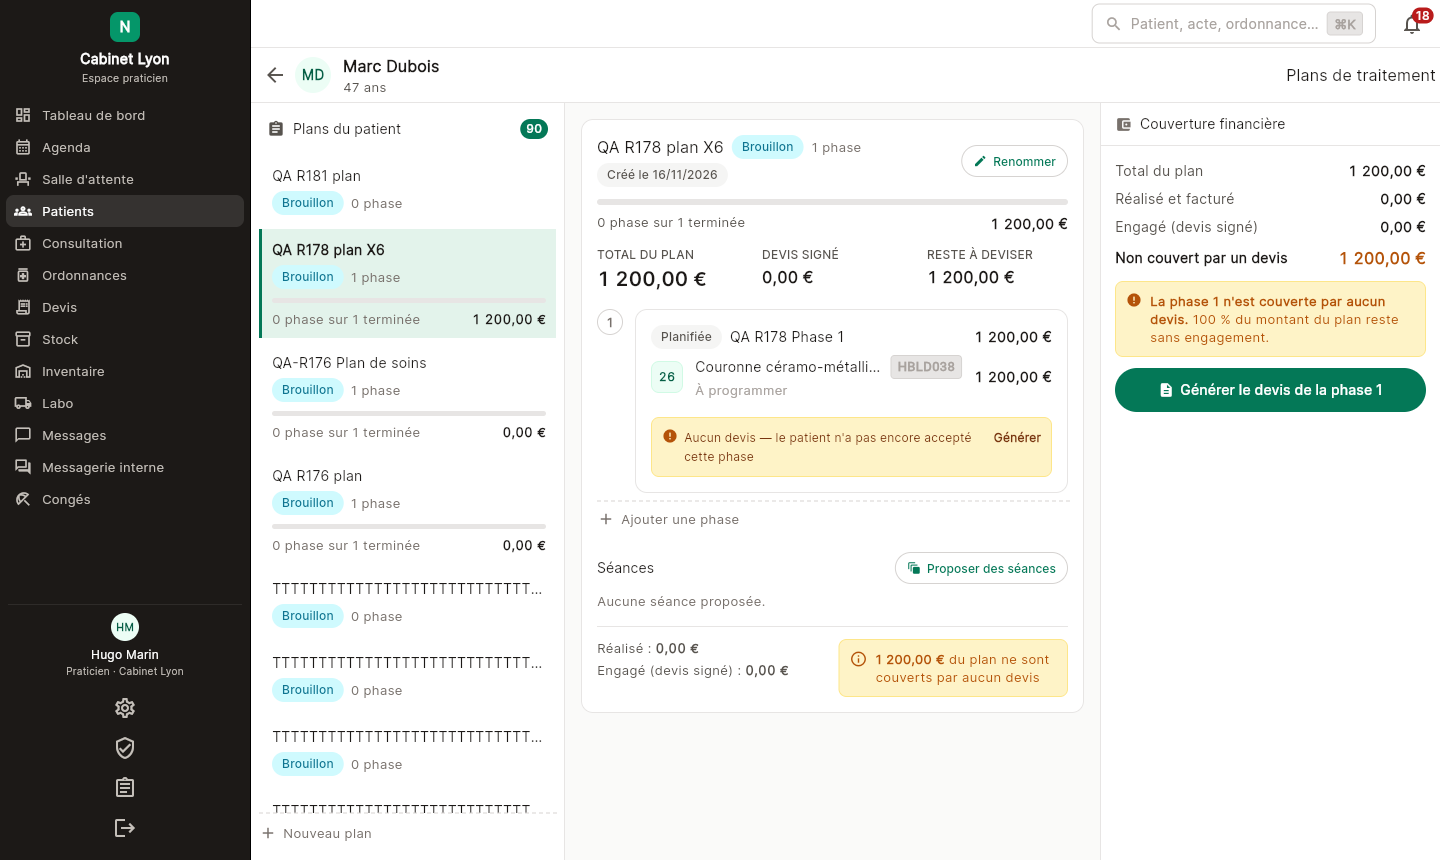 N
Cabinet Lyon
Espace praticien
Tableau de bord
Agenda
Salle d'attente
Patients
Consultation
Ordonnances
Devis
Stock
Inventaire
Labo
Messages
Messagerie interne
Congés
HM
Hugo Marin
Praticien · Cabinet Lyon
Patient, acte, ordonnance... ⌘K
18
MD
Marc Dubois
47 ans
Plans de traitement
Plans du patient 90
QA R181 plan
Brouillon 0 phase
QA R178 plan X6
Brouillon 1 phase
0 phase sur 1 terminée 1 200,00 €
QA-R176 Plan de soins
Brouillon 1 phase
0 phase sur 1 terminée 0,00 €
QA R176 plan
Brouillon 1 phase
0 phase sur 1 terminée 0,00 €
TTTTTTTTTTTTTTTTTTTTTTTTTTTTT...
Brouillon 0 phase
TTTTTTTTTTTTTTTTTTTTTTTTTTTTT...
Brouillon 0 phase
TTTTTTTTTTTTTTTTTTTTTTTTTTTTT...
Brouillon 0 phase
TTTTTTTTTTTTTTTTTTTTTTTTTTTTT
Nouveau plan
QA R178 plan X6 Brouillon 1 phase
Créé le 16/11/2026
Renommer
0 phase sur 1 terminée 1 200,00 €
TOTAL DU PLAN DEVIS SIGNÉ RESTE À DEVISER
1 200,00 € 0,00 € 1 200,00 €
1
Planifiée QA R178 Phase 1 1 200,00 €
26 Couronne céramo-métalli... HBLD038 1 200,00 €
À programmer
Aucun devis — le patient n'a pas encore accepté Générer
cette phase
Ajouter une phase
Séances Proposer des séances
Aucune séance proposée.
Réalisé : 0,00 €
Engagé (devis signé) : 0,00 €
1 200,00 € du plan ne sont
couverts par aucun devis
Couverture financière
Total du plan 1 200,00 €
Réalisé et facturé 0,00 €
Engagé (devis signé) 0,00 €
Non couvert par un devis 1 200,00 €
La phase 1 n'est couverte par aucun
devis. 100 % du montant du plan reste
sans engagement.
Générer le devis de la phase 1